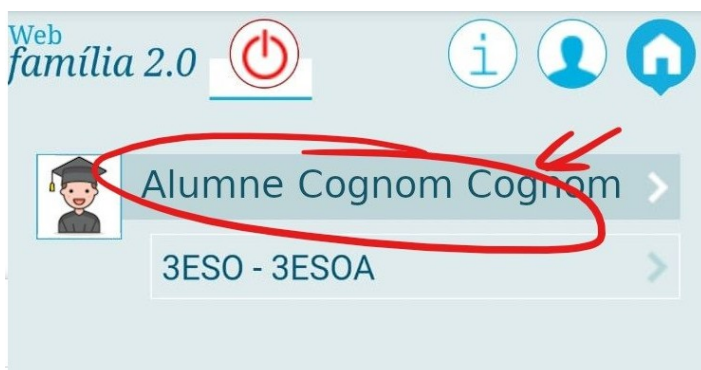 Web
família 2.0
i
Alumne Cognom Cognom
3ESO - 3ESOA